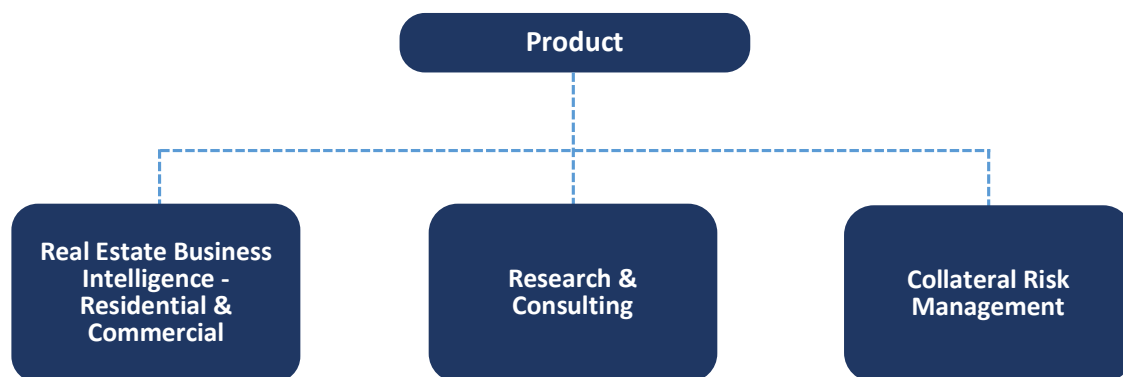 Product
Real Estate Business
Intelligence -
Residential &
Commercial
Research &
Consulting
Collateral Risk
Management